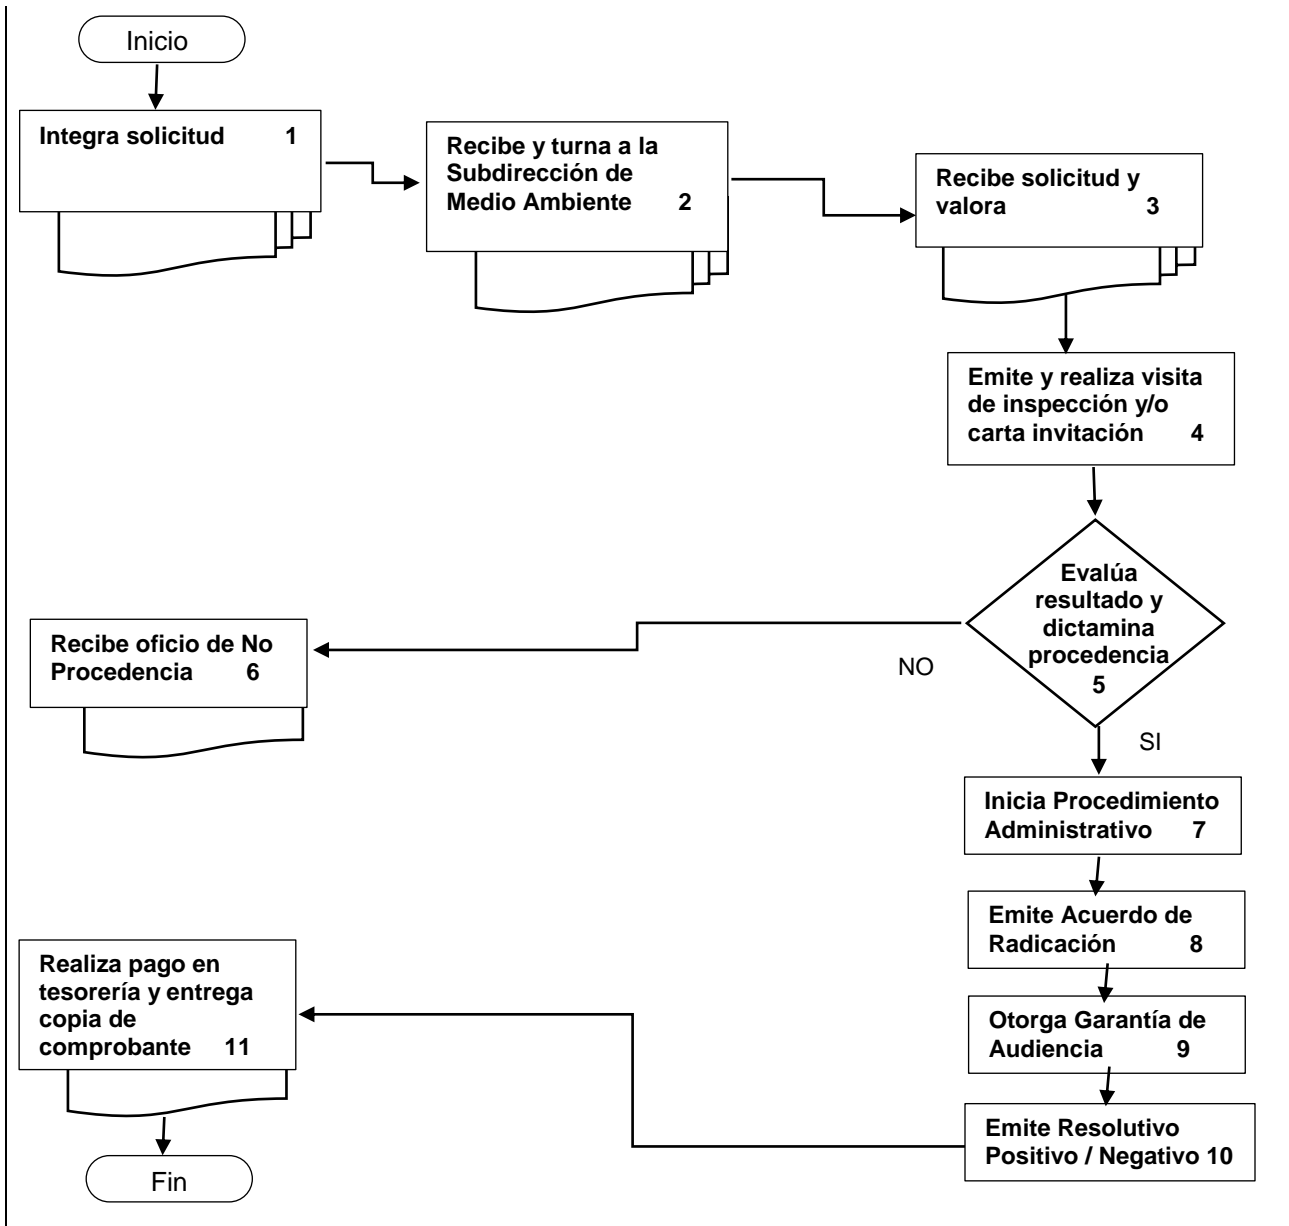 Inicio
Integra solicitud 1
Recibe y turna a la
Subdirección de
Medio Ambiente 2
Recibe solicitud y
valora 3
Emite y realiza visita
de inspección y/o
carta invitación 4
Evalúa
resultado y
dictamina
procedencia
5
NO
SI
Recibe oficio de No
Procedencia 6
Inicia Procedimiento
Administrativo 7
Emite Acuerdo de
Radicación 8
Otorga Garantía de
Audiencia 9
Emite Resolutivo
Positivo / Negativo 10
Realiza pago en
tesorería y entrega
copia de
comprobante 11
Fin